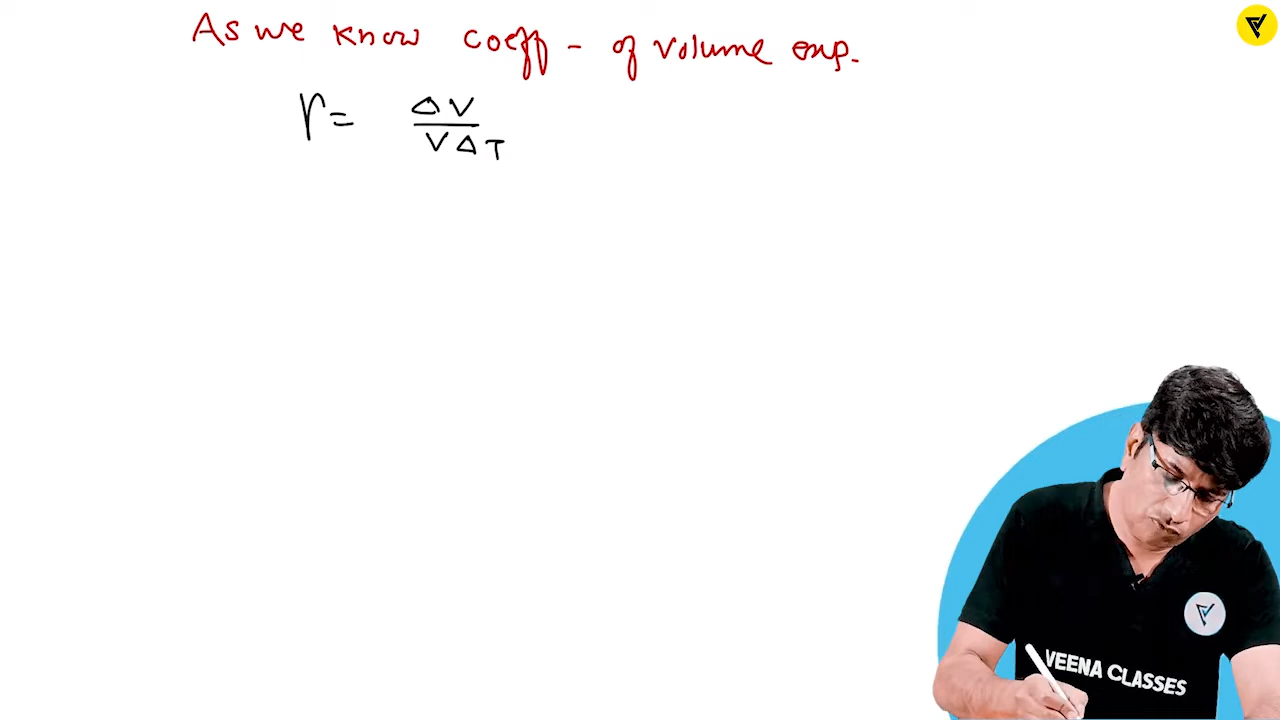 As we know coeff - of volume exp.
γ = ΔV / VΔT
VEENA CLASSES